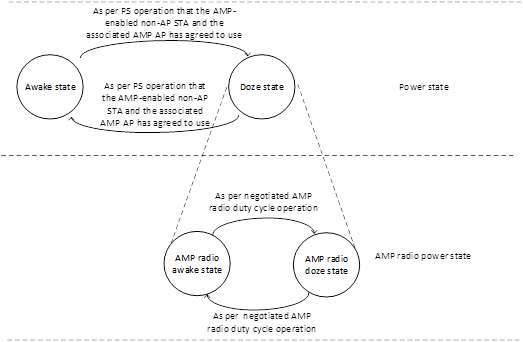 As per PS operation that the AMP-
enabled non-AP STA and the
associated AMP AP has agreed to use
Awake state
As per PS operation that
the AMP-enabled non-AP
STA and the associated
AMP AP has agreed to use
Doze state
Power state
As per negotiated AMP
radio duty cycle operation
AMP radio
awake state
AMP radio
doze state
AMP radio power state
As per negotiated AMP
radio duty cycle operation